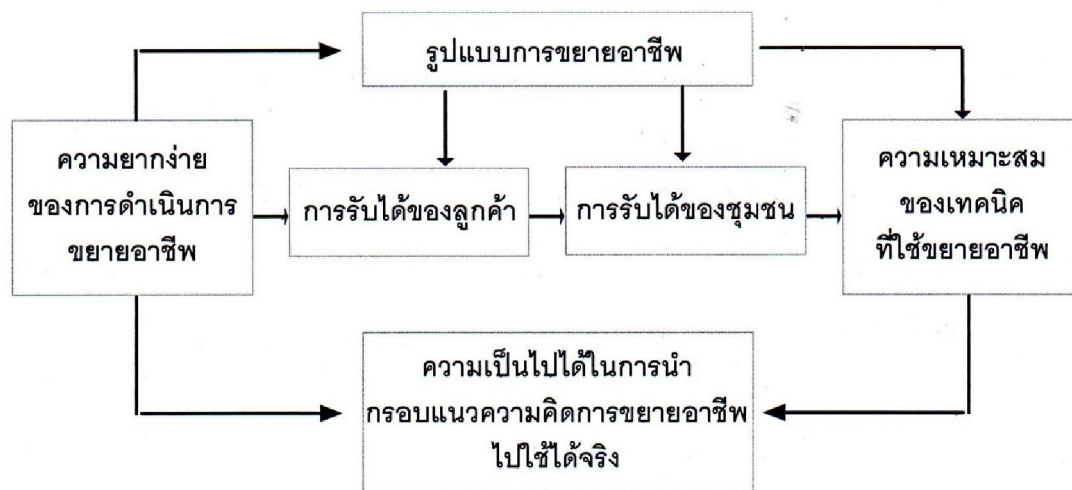 รูปแบบการขยายอาชีพ
ความยากง่าย
ของการดำเนินการ
ขยายอาชีพ
การรับได้ของลูกค้า
การรับได้ของชุมชน
ความเหมาะสม
ของเทคนิค
ที่ใช้ขยายอาชีพ
ความเป็นไปได้ในการนำ
กรอบแนวความคิดการขยายอาชีพ
ไปใช้ได้จริง